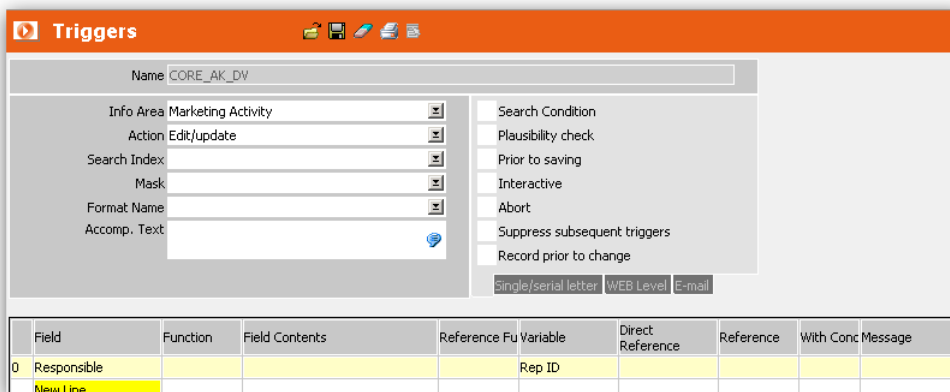 Triggers
Name CORE_AK_DV
Info Area Marketing Activity
Action Edit/update
Search Index
Mask
Format Name
Accomp. Text
Search Condition
Plausibility check
Prior to saving
Interactive
Abort
Suppress subsequent triggers
Record prior to change
Single/serial letter WEB Level E-mail
Field Function Field Contents Reference Fu Variable Direct Reference Reference With Conc Message
0 Responsible Rep ID
New Line